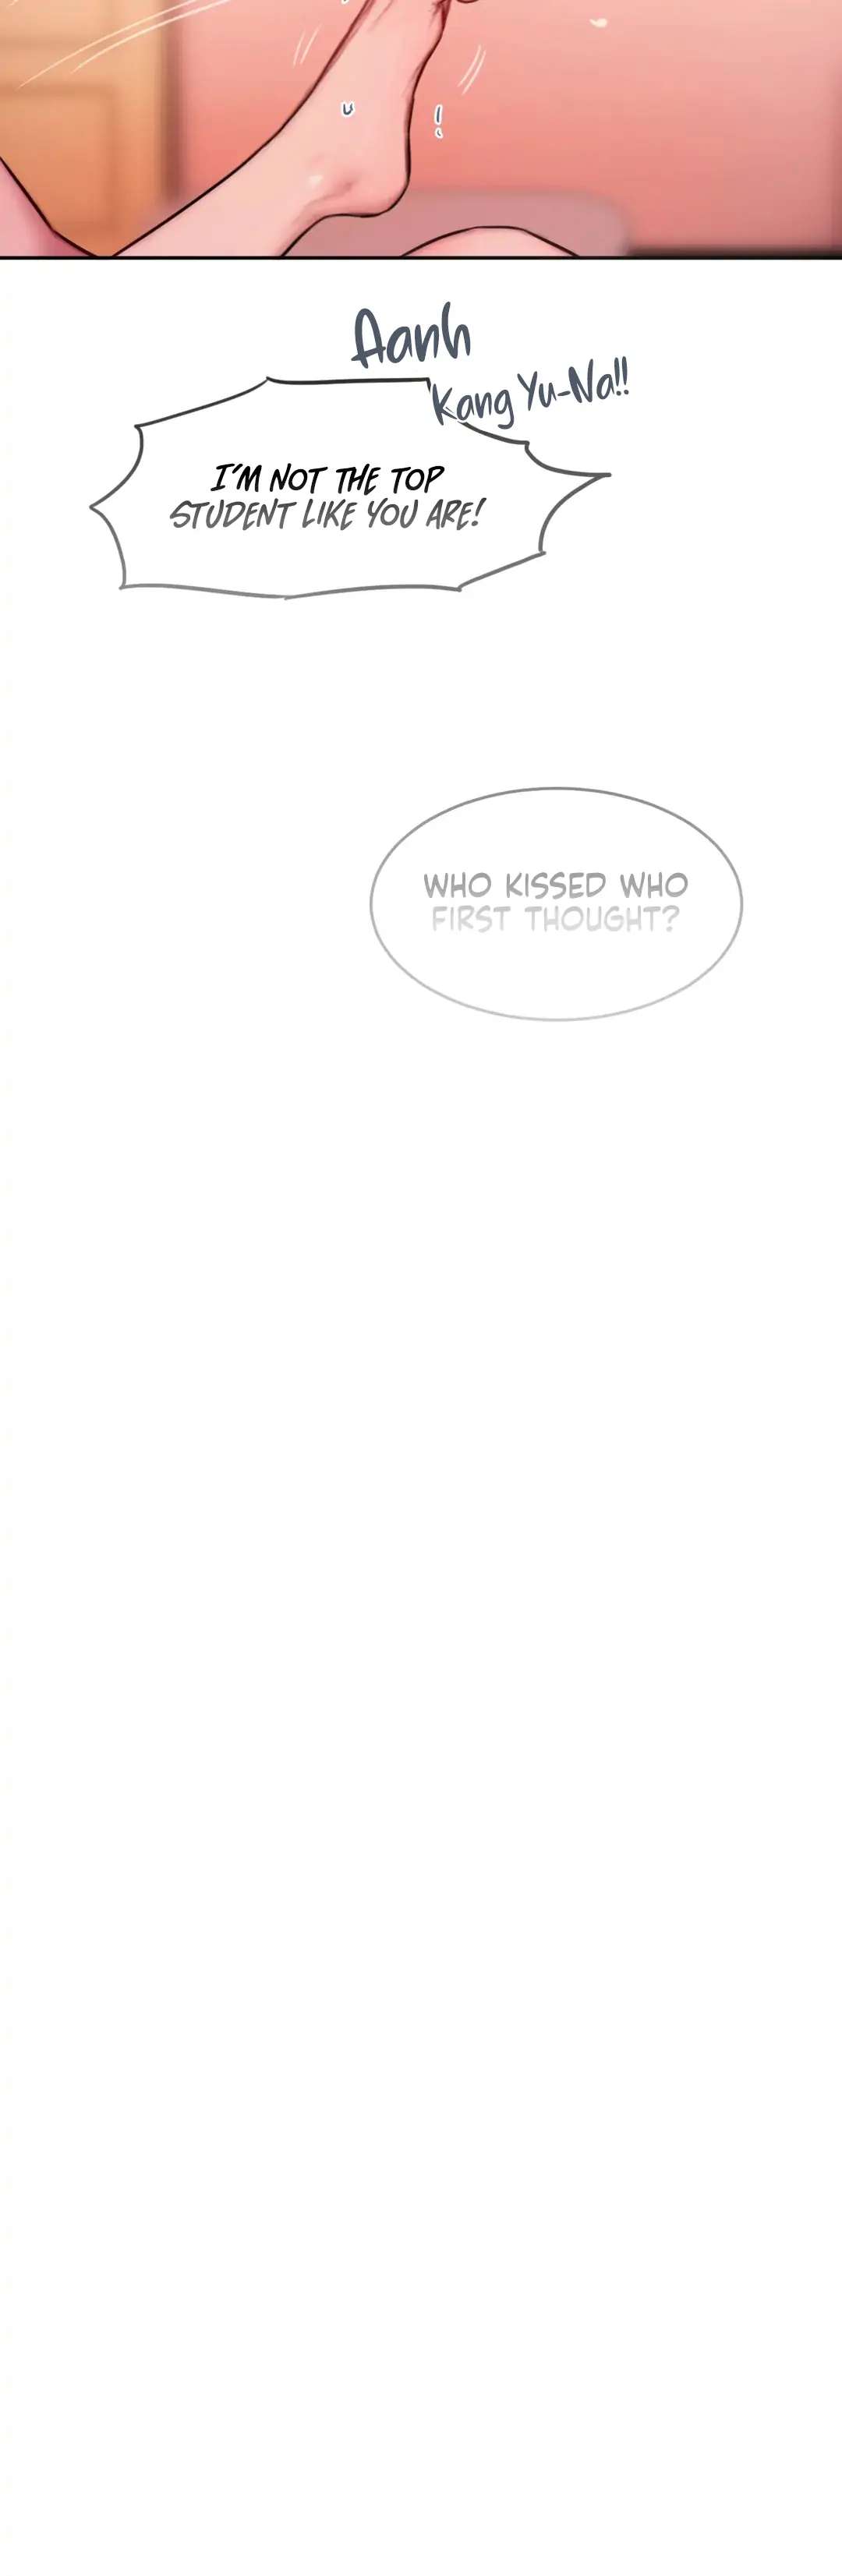 Aanh
Kang Yu-Na!!
I'M NOT THE TOP
STUDENT LIKE YOU ARE!
WHO KISSED WHO
FIRST THOUGHT?